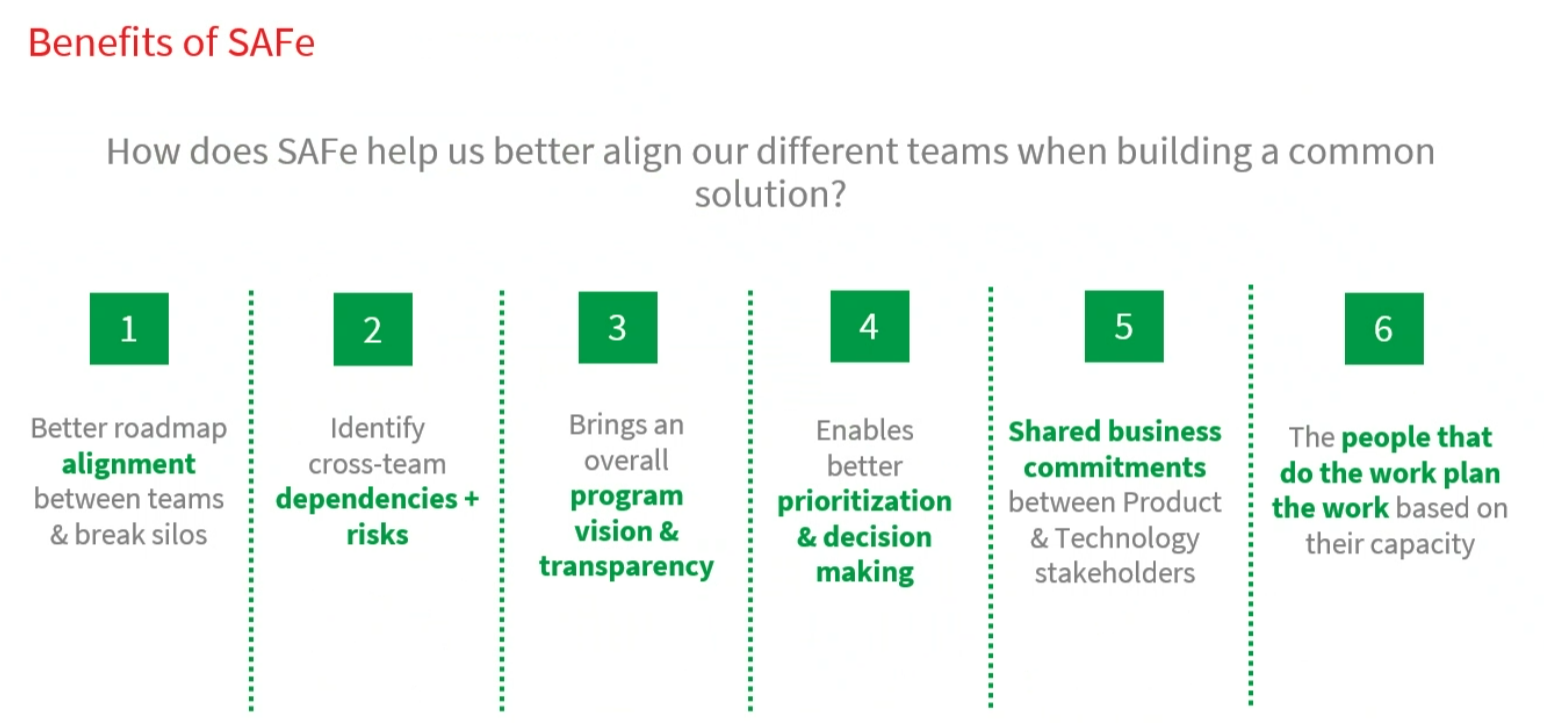 Benefits of SAFe
How does SAFe help us better align our different teams when building a common
solution?
1
Better roadmap
alignment
between teams
& break silos
2
Identify
cross-team
dependencies +
risks
3
Brings an
overall
program
vision &
transparency
4
Enables
better
prioritization
& decision
making
5
Shared business
commitments
between Product
& Technology
stakeholders
6
The people that
do the work plan
the work based on
their capacity